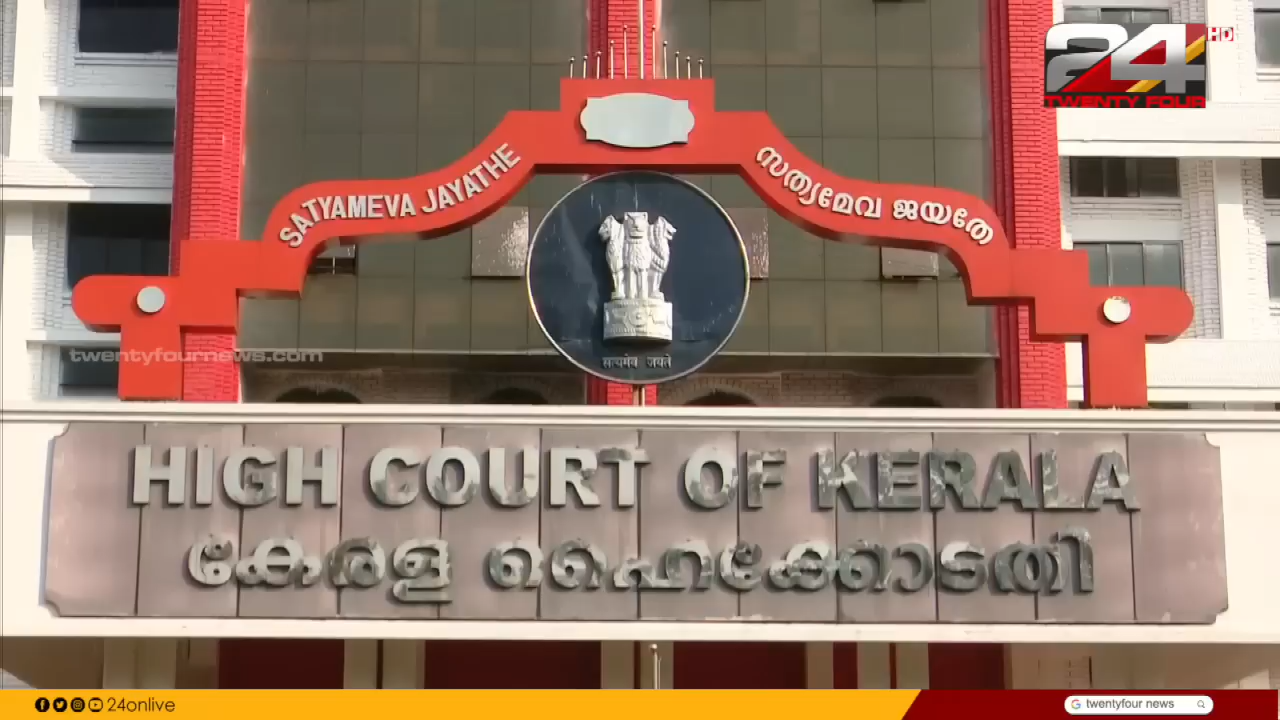 24 HD
TWENTY FOUR
SATYAMEVA JAYATHE
സത്യമേവ ജയതേ
सत्यमेव जयते
twentyfournews.com
HIGH COURT OF KERALA
കേരള ഹൈക്കോടതി
24onlive
twentyfour news